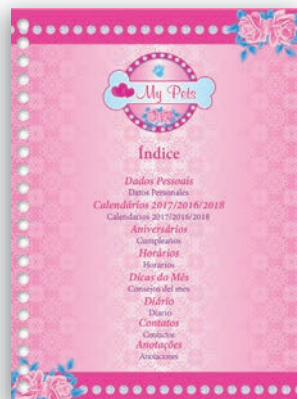 My Pets
Índice
Dados Pessoais
Datos Personales
Calendários 2017/2016/2018
Calendarios 2017/2016/2018
Aniversários
Cumpleaños
Horários
Horarios
Dicas do Mês
Consejos del mes
Diário
Diario
Contatos
Contactos
Anotações
Anotaciones